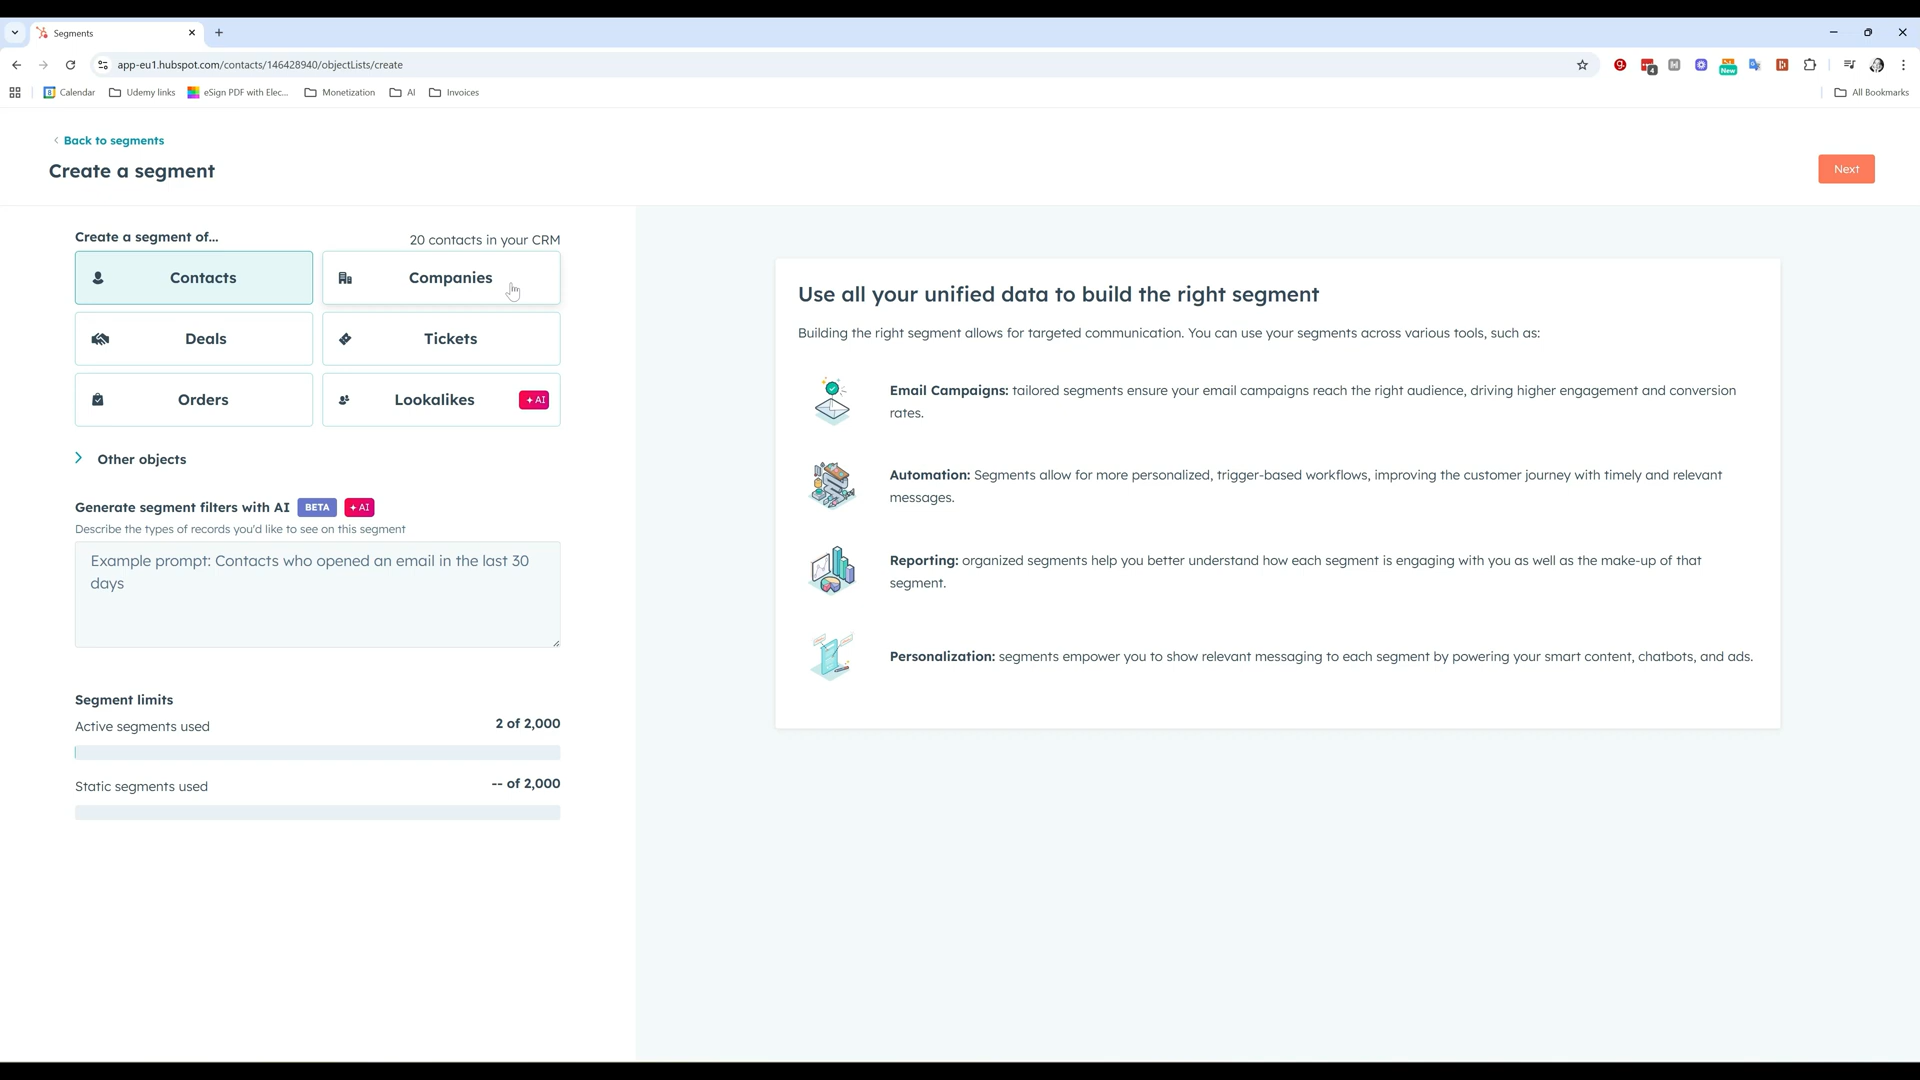 Segments
app-eu1.hubspot.com/contacts/146428940/objectLists/create
4
New
8
Calendar
Udemy links
eSign PDF with Elec...
Monetization
AI
Invoices
All Bookmarks
Back to segments
Create a segment
Next
Create a segment of...
20 contacts in your CRM
Contacts
Companies
Deals
Tickets
Orders
Lookalikes
AI
Other objects
Generate segment filters with AI BETA AI
Describe the types of records you'd like to see on this segment
Example prompt: Contacts who opened an email in the last 30
days
Segment limits
Active segments used
2 of 2,000
Static segments used
-- of 2,000
Use all your unified data to build the right segment
Building the right segment allows for targeted communication. You can use your segments across various tools, such as:
Email Campaigns: tailored segments ensure your email campaigns reach the right audience, driving higher engagement and conversion
rates.
Automation: Segments allow for more personalized, trigger-based workflows, improving the customer journey with timely and relevant
messages.
Reporting: organized segments help you better understand how each segment is engaging with you as well as the make-up of that
segment.
Personalization: segments empower you to show relevant messaging to each segment by powering your smart content, chatbots, and ads.